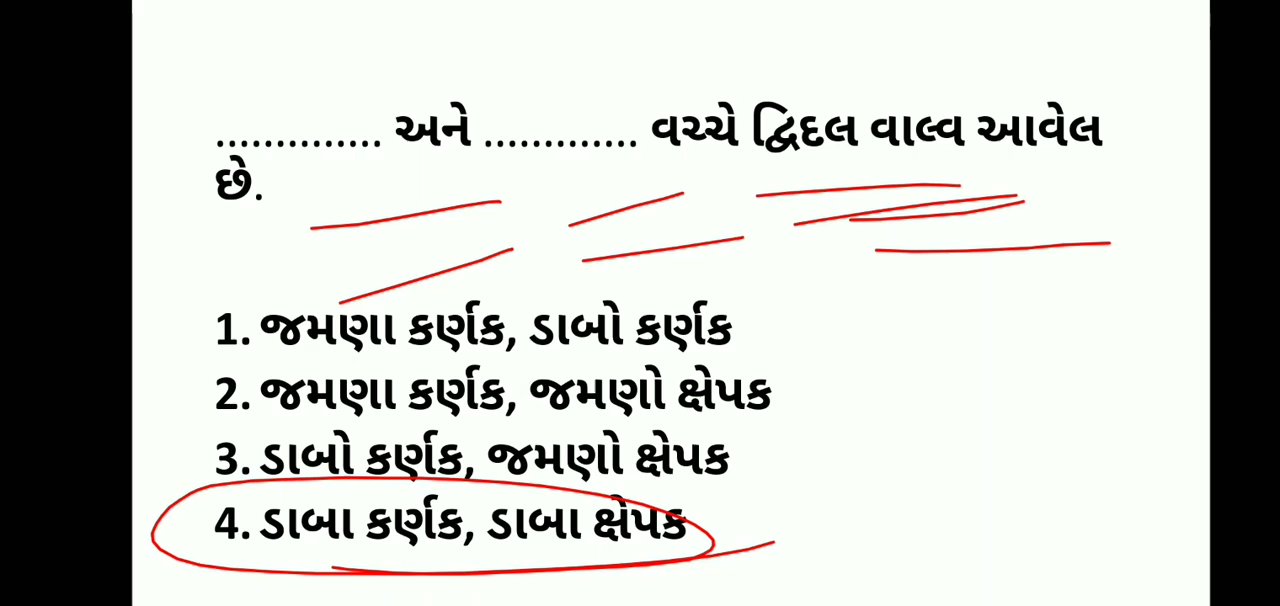 .............. અને ............. વચ્ચે દ્વિદલ વાલ્વ આવેલ
છે.
1. જમણા કર્ણક, ડાબો કર્ણક
2. જમણા કર્ણક, જમણો ક્ષેપક
3. ડાબો કર્ણક, જમણો ક્ષેપક
4. ડાબા કર્ણક, ડાબા ક્ષેપક